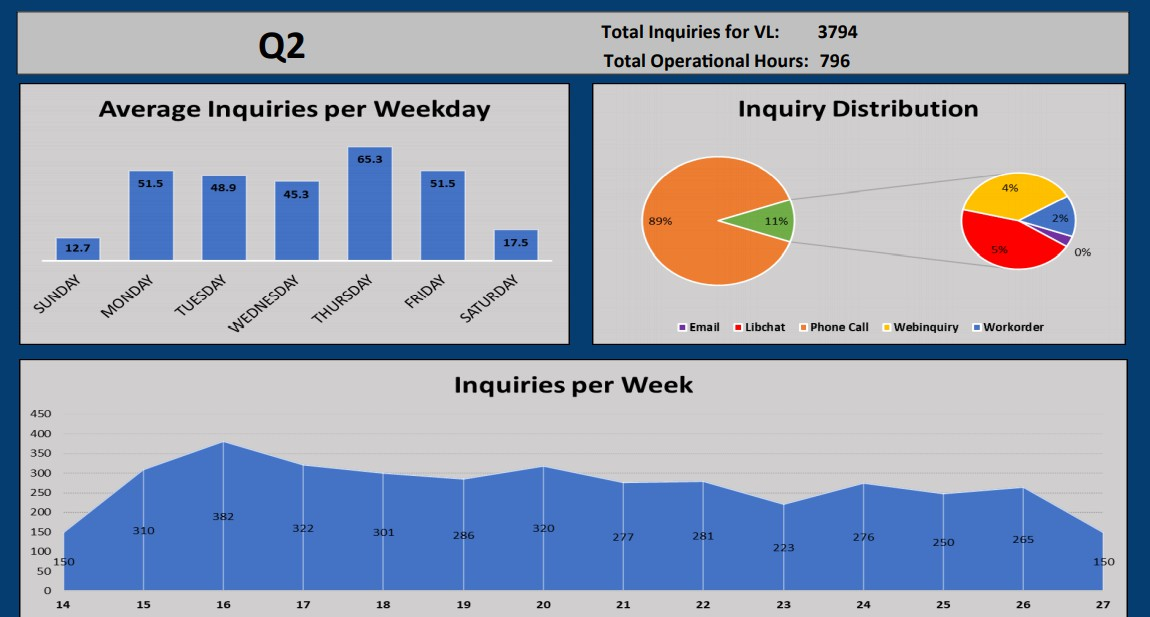 Q2
Total Inquiries for VL: 3794
Total Operational Hours: 796
Average Inquiries per Weekday
12.7
51.5
48.9
45.3
65.3
51.5
17.5
SUNDAY
MONDAY
TUESDAY
WEDNESDAY
THURSDAY
FRIDAY
SATURDAY
Inquiry Distribution
89%
11%
4%
2%
5%
0%
Email Libchat Phone Call Webinquiry Workorder
Inquiries per Week
450
400
350
300
250
200
150
100
50
0
150 310 382 322 301 286 320 277 281 223 276 250 265 150
14 15 16 17 18 19 20 21 22 23 24 25 26 27